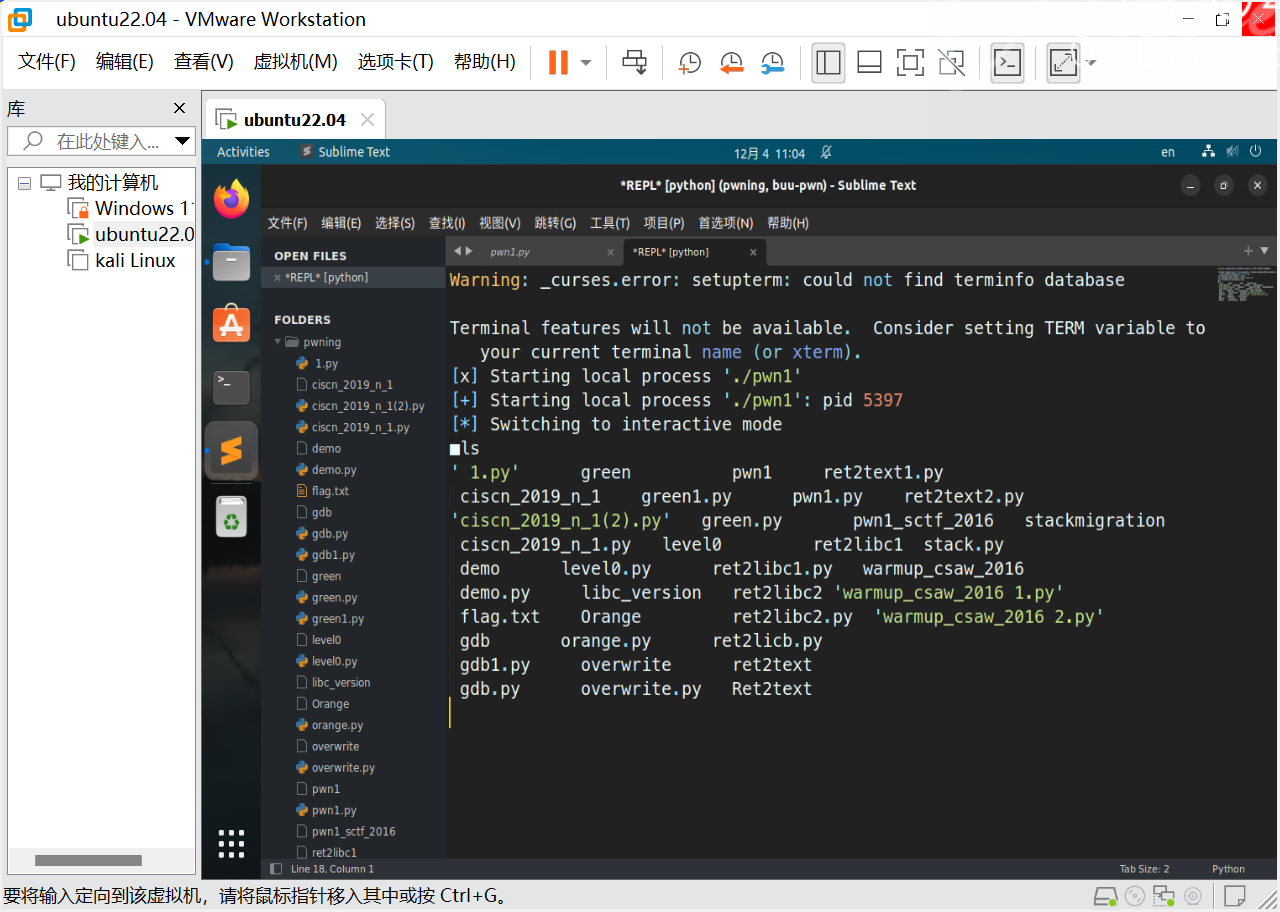 ubuntu22.04 - VMware Workstation
文件(F) 编辑(E) 查看(V) 虚拟机(M) 选项卡(T) 帮助(H)
库
在此处键入...
我的计算机
Windows 1
ubuntu22.0
kali Linux
ubuntu22.04
Activities Sublime Text 12月 4 11:04 en
*REPL* [python] (pwning, buu-pwn) - Sublime Text
文件(F) 编辑(E) 选择(S) 查找(I) 视图(V) 跳转(G) 工具(T) 项目(P) 首选项(N) 帮助(H)
OPEN FILES
*REPL* [python]
FOLDERS
pwning
1.py
ciscn_2019_n_1
ciscn_2019_n_1(2).py
ciscn_2019_n_1.py
demo
demo.py
flag.txt
gdb
gdb.py
gdb1.py
green
green.py
green1.py
level0
level0.py
libc_version
Orange
orange.py
overwrite
overwrite.py
pwn1
pwn1.py
pwn1_sctf_2016
ret2libc1
pwn1.py *REPL* [python]
Warning: _curses.error: setupterm: could not find terminfo database
Terminal features will not be available.  Consider setting TERM variable to
your current terminal name (or xterm).
[x] Starting local process './pwn1'
[+] Starting local process './pwn1': pid 5397
[*] Switching to interactive mode
■ls
' 1.py' green pwn1 ret2text1.py
ciscn_2019_n_1 green1.py pwn1.py ret2text2.py
'ciscn_2019_n_1(2).py' green.py pwn1_sctf_2016 stackmigration
ciscn_2019_n_1.py level0 ret2libc1 stack.py
demo level0.py ret2libc1.py warmup_csaw_2016
demo.py libc_version ret2libc2 'warmup_csaw_2016 1.py'
flag.txt Orange ret2libc2.py 'warmup_csaw_2016 2.py'
gdb orange.py ret2licb.py
gdb1.py overwrite ret2text
gdb.py overwrite.py Ret2text
Line 18, Column 1 Tab Size: 2 Python
要将输入定向到该虚拟机，请将鼠标指针移入其中或按 Ctrl+G。